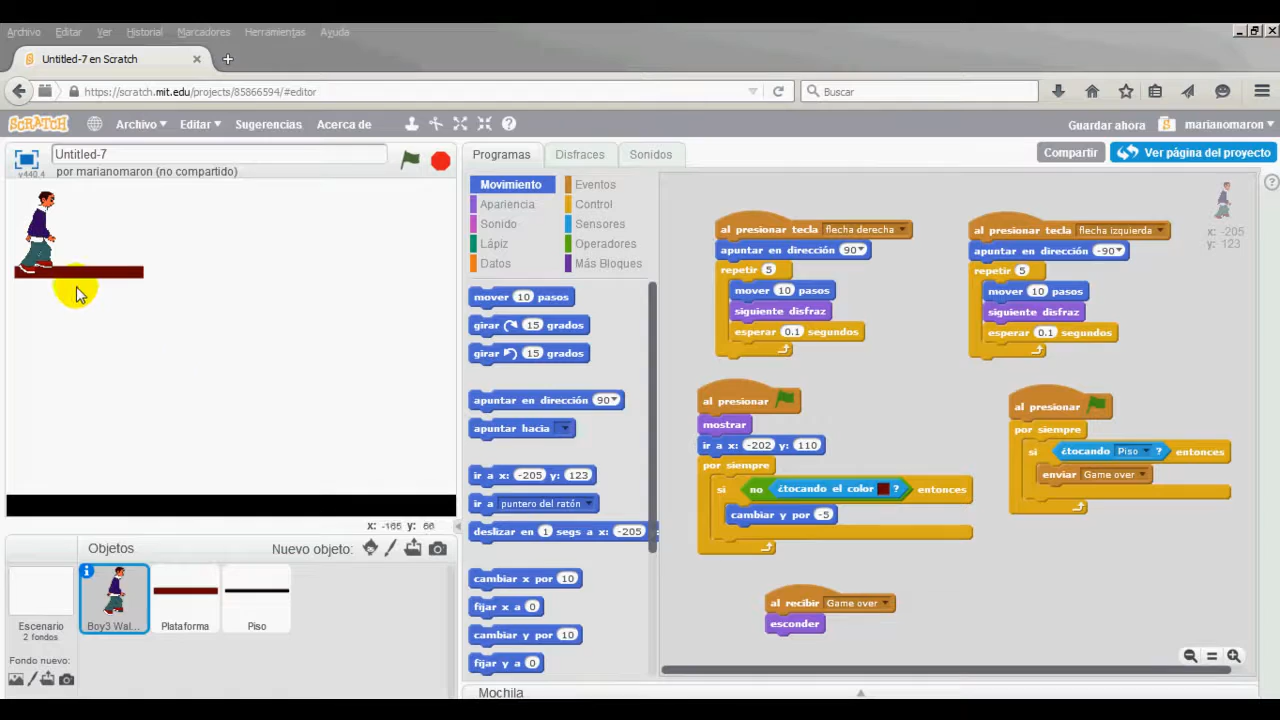 Archivo Editar Ver Historial Marcadores Herramientas Ayuda
Untitled-7 en Scratch
https://scratch.mit.edu/projects/85866594/#editor
Buscar
SCRATCH Archivo Editar Sugerencias Acerca de Guardar ahora marianomaron
Untitled-7
v440.4
por marianomaron (no compartido)
Programas Disfraces Sonidos
Compartir Ver página del proyecto
Movimiento Eventos
Apariencia Control
Sonido Sensores
Lápiz Operadores
Datos Más Bloques
mover 10 pasos
girar 15 grados
girar 15 grados
apuntar en dirección 90
apuntar hacia
ir a x: -205 y: 123
ir a puntero del ratón
deslizar en 1 segs a x: -205
cambiar x por 10
fijar x a 0
cambiar y por 10
fijar y a 0
al presionar tecla flecha derecha
apuntar en dirección 90
repetir 5
mover 10 pasos
siguiente disfraz
esperar 0.1 segundos
al presionar tecla flecha izquierda
apuntar en dirección -90
repetir 5
mover 10 pasos
siguiente disfraz
esperar 0.1 segundos
x: -205
y: 123
al presionar
mostrar
ir a x: -202 y: 110
por siempre
si no ¿tocando el color ? entonces
cambiar y por -5
al presionar
por siempre
si ¿tocando Piso ? entonces
enviar Game over
al recibir Game over
esconder
x: -165 y: 66
Objetos Nuevo objeto:
Escenario
2 fondos
Fondo nuevo:
Boy3 Wal...
Plataforma
Piso
Mochila